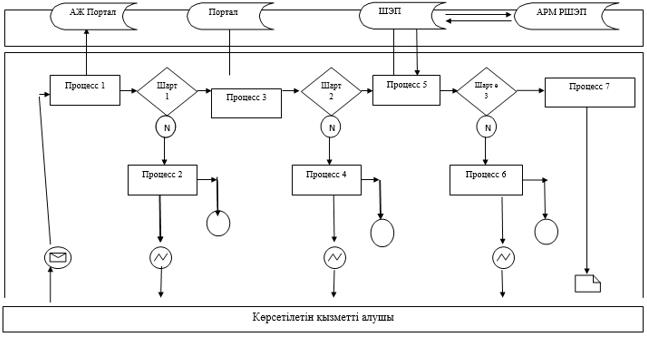 АЖ Портал
Портал
ШЭП
АРМ РШЭП
Процесс 1
Шарт
1
Процесс 3
Шарт
2
Процесс 5
Шарт е
3
Процесс 7
N
N
N
Процесс 2
Процесс 4
Процесс 6
Көрсетілетін қызметті алушы